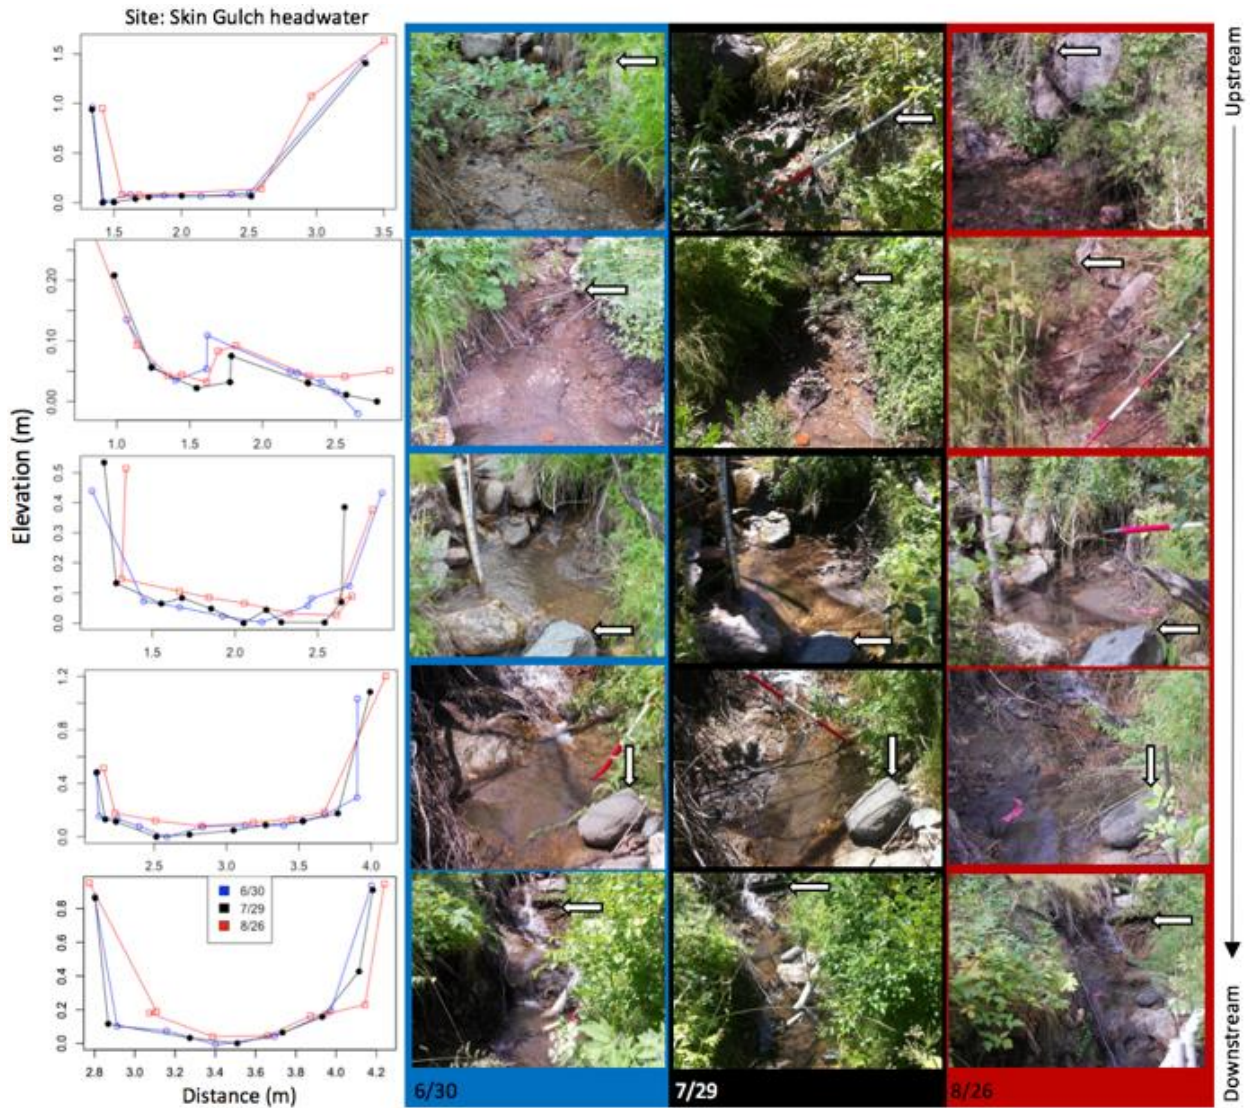 Site: Skin Gulch headwater
Upstream
1.5
1.0
0.5
0.0
1.5 2.0 2.5 3.0 3.5
0.20
0.10
0.00
1.0 1.5 2.0 2.5
Elevation (m)
0.5
0.4
0.3
0.2
0.1
0.0
1.5 2.0 2.5
1.2
0.8
0.4
0.0
2.5 3.0 3.5 4.0
6/30
7/29
8/26
0.8
0.6
0.4
0.2
0.0
2.8 3.0 3.2 3.4 3.6 3.8 4.0 4.2
Distance (m)
6/30
7/29
8/26
Downstream